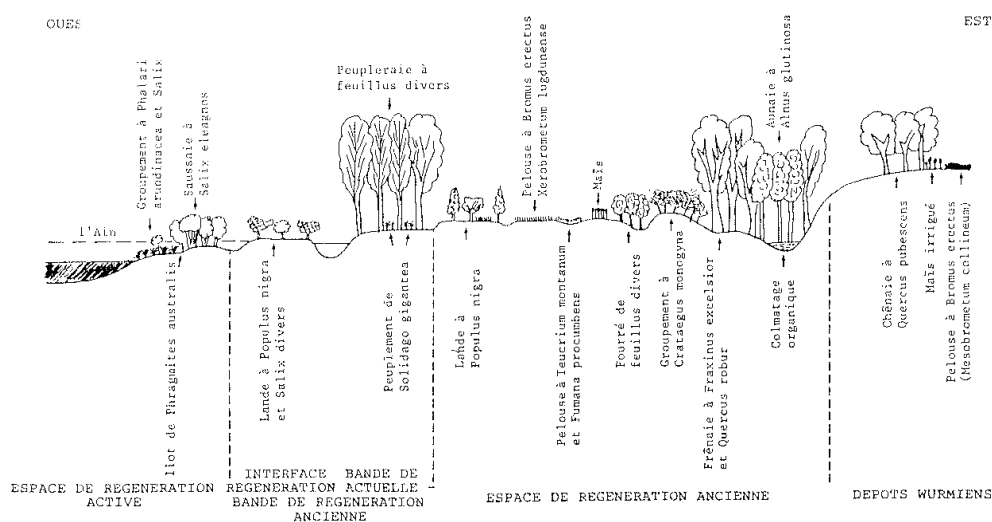 OUES
EST
Groupement à Phalari
arundinacea et Salix
Saussaie à
Salix eleagnos
Peupleraie à
feuillus divers
Pelouse à Bromus erectus
Xerobrometum lugdunense
Maïs
Aunaie à
Alnus glutinosa
l'Ain
Ilot de Phragmites australis
Lande à Populus nigra
et Salix divers
Peuplement de
Solidago gigantea
Lande à
Populus nigra
Pelouse à Teucrium montanum
et Fumana procumbens
Fourré de
feuillus divers
Groupement à
Crataegus monogyna
Frênaie à Fraxinus excelsior
et Quercus robur
Colmatage
organique
Chênaie à
Quercus pubescens
Maïs irrigué
Pelouse à Bromus erectus
(Mesobrometum collineum)
ESPACE DE REGENERATION
ACTIVE
INTERFACE BANDE DE
REGENERATION ACTUELLE -
BANDE DE REGENERATION
ANCIENNE
ESPACE DE REGENERATION ANCIENNE
DEPOTS WURMIENS